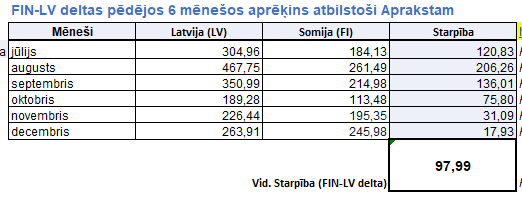 FIN-LV deltas pēdējos 6 mēnešos aprēķins atbilstoši Aprakstam
Mēnēsi Latvija (LV) Somija (FI) Starpība
a jūlijs 304,96 184,13 120,83
augusts 467,75 261,49 206,26
septembris 350,99 214,98 136,01
oktobris 189,28 113,48 75,80
novembris 226,44 195,35 31,09
decembris 263,91 245,98 17,93
97,99
Vid. Starpība (FIN-LV delta)